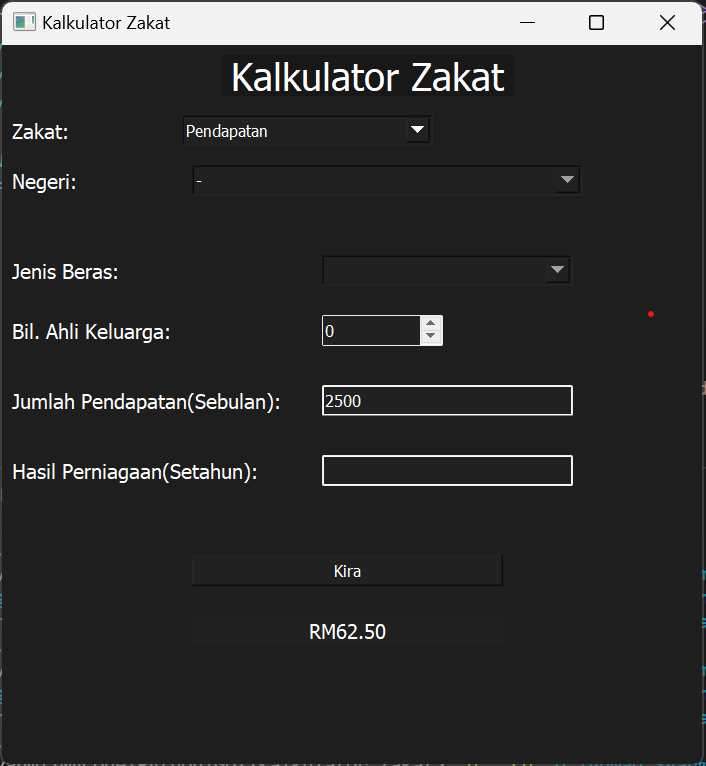 Kalkulator Zakat
Kalkulator Zakat
Zakat: Pendapatan
Negeri: -
Jenis Beras:
Bil. Ahli Keluarga: 0
Jumlah Pendapatan(Sebulan): 2500
Hasil Perniagaan(Setahun):
Kira
RM62.50